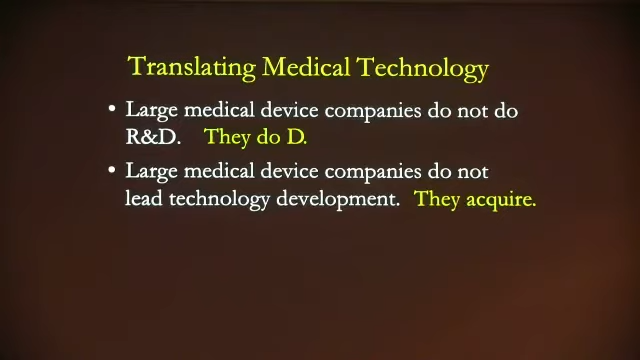 Translating Medical Technology
• Large medical device companies do not do
R&D. They do D.
• Large medical device companies do not
lead technology development. They acquire.